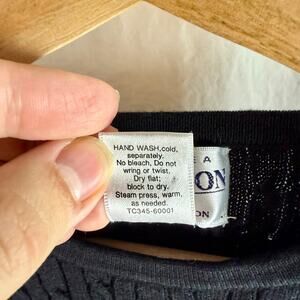 HAND WASH,cold,
separately.
No bleach, Do not
wring or twist,
Dry flat;
block to dry.
Steam press, warm,
as needed.
TC345-60001
A
ON
ON